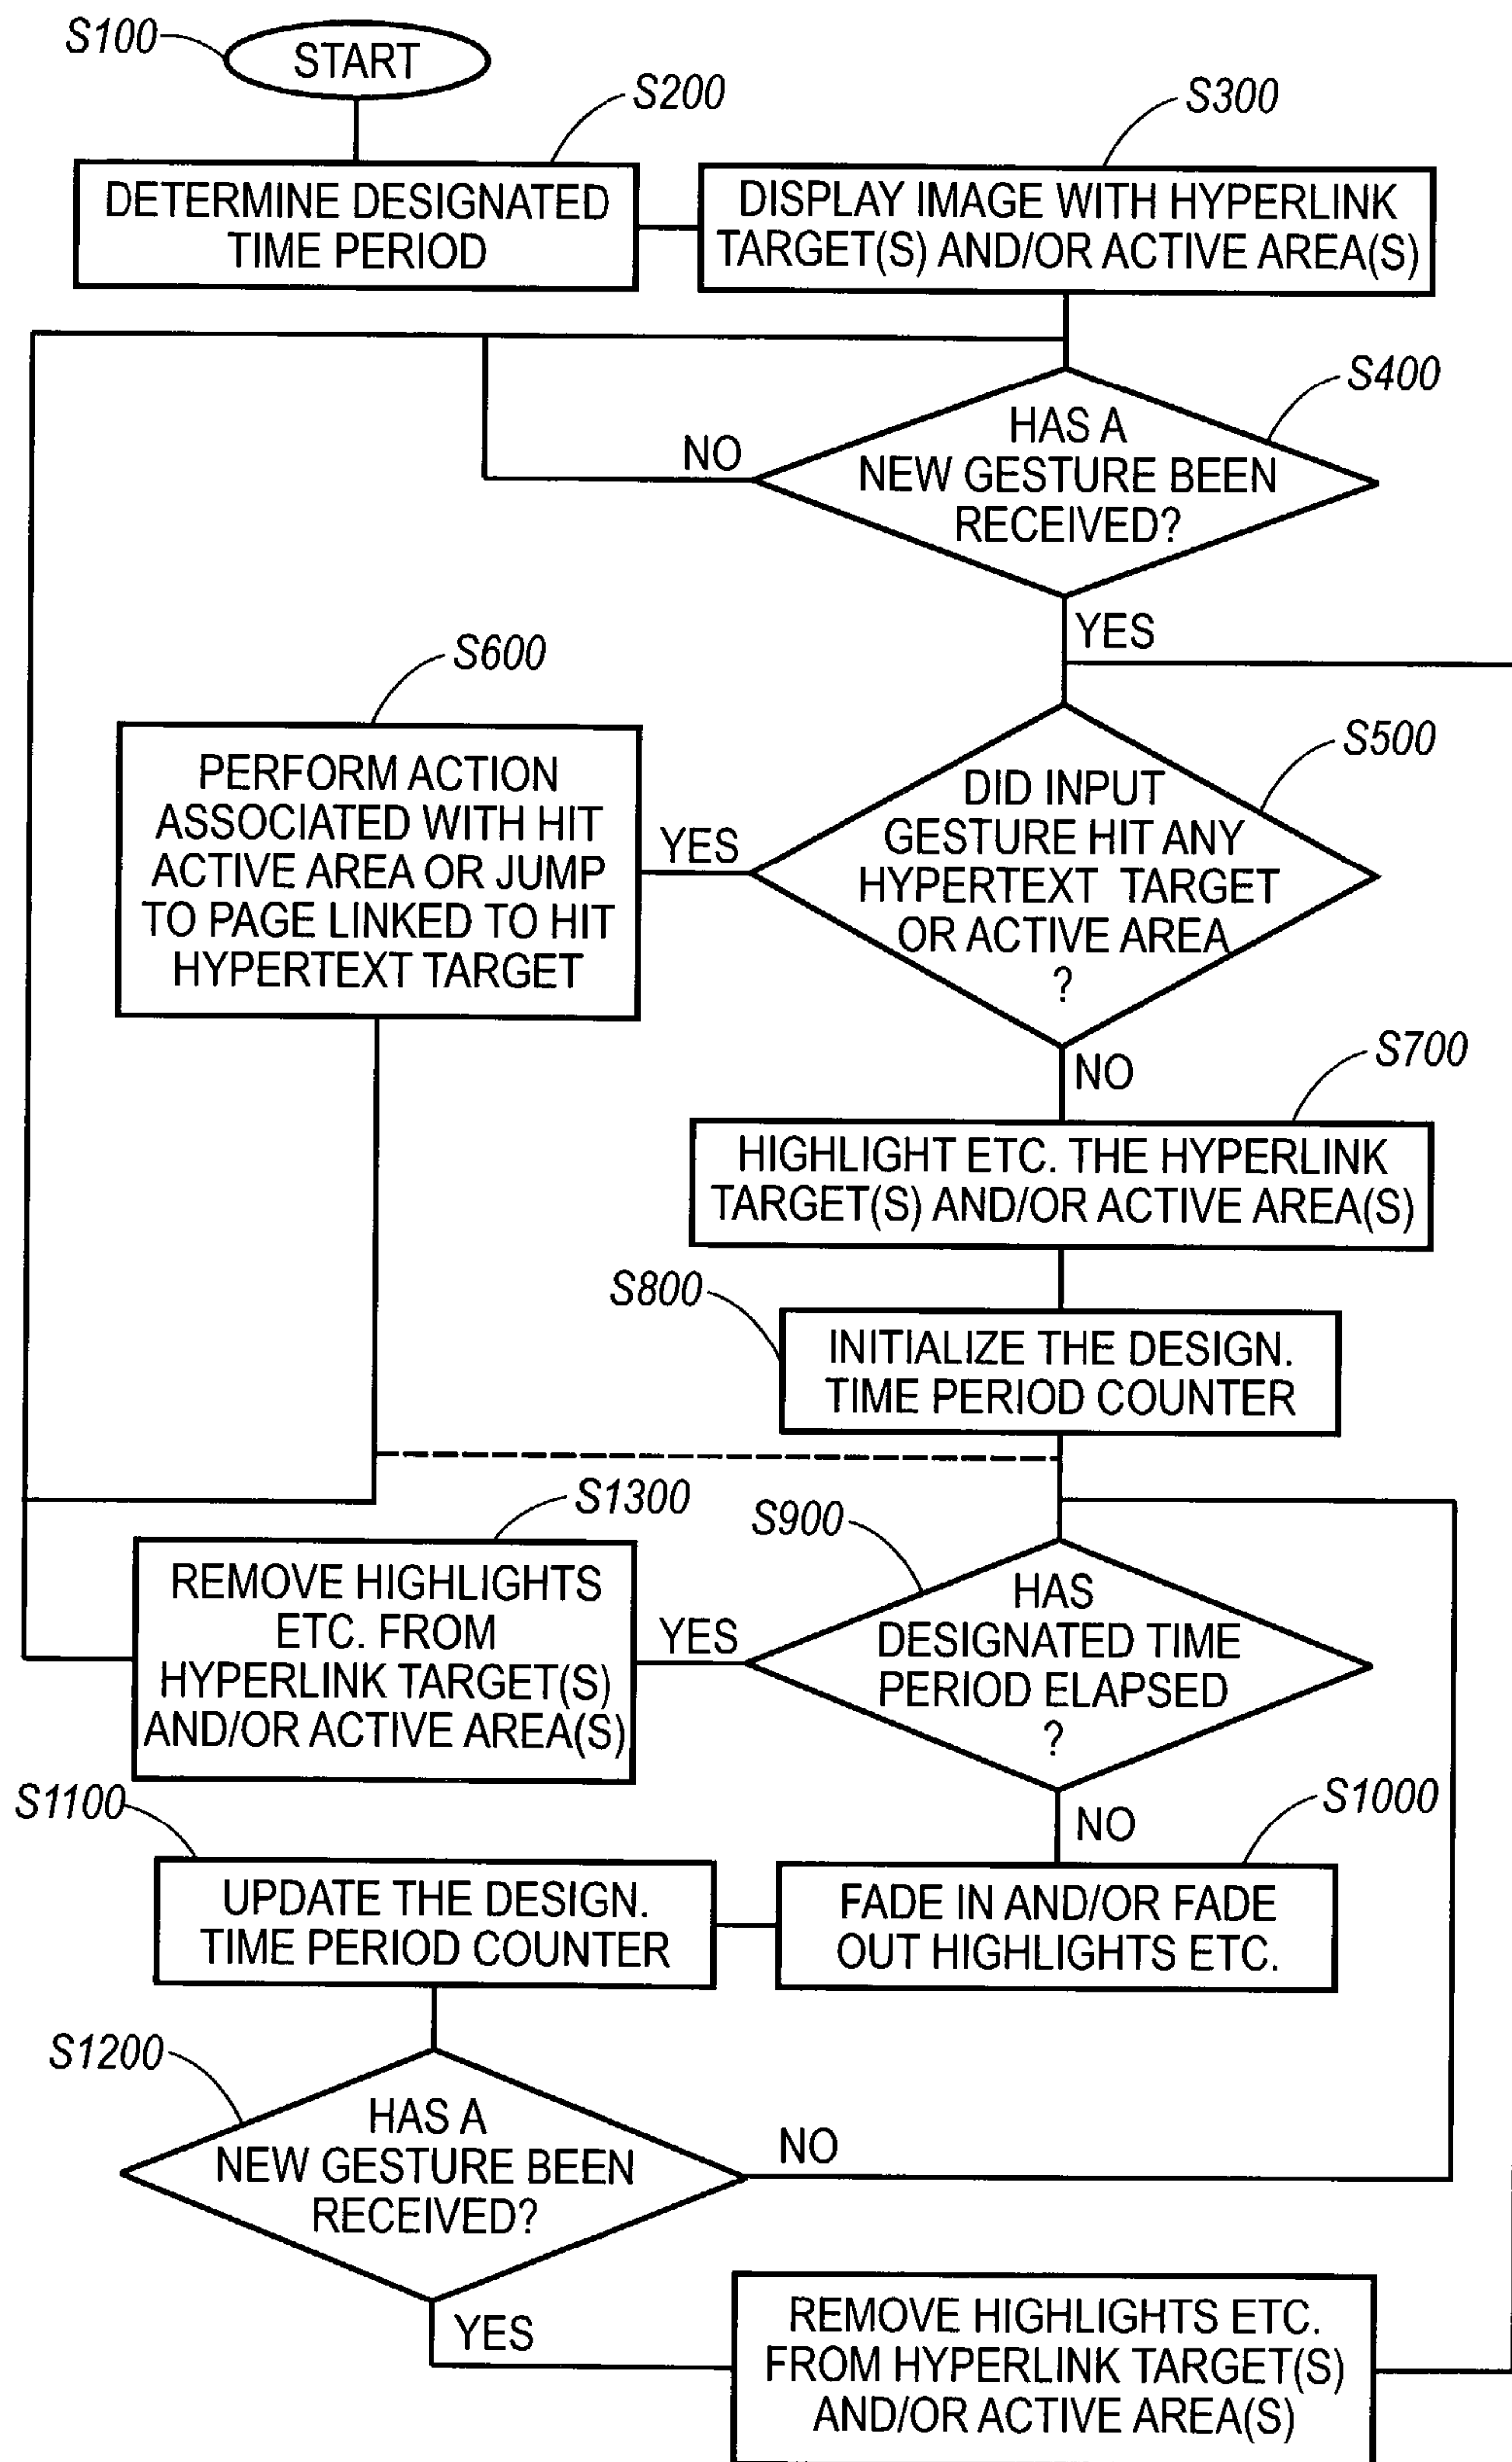 S100
START
S200
DETERMINE DESIGNATED
TIME PERIOD
S300
DISPLAY IMAGE WITH HYPERLINK
TARGET(S) AND/OR ACTIVE AREA(S)
S400
HAS A
NEW GESTURE BEEN
RECEIVED?
NO
YES
S500
DID INPUT
GESTURE HIT ANY
HYPERTEXT TARGET
OR ACTIVE AREA
?
YES
S600
PERFORM ACTION
ASSOCIATED WITH HIT
ACTIVE AREA OR JUMP
TO PAGE LINKED TO HIT
HYPERTEXT TARGET
NO
S700
HIGHLIGHT ETC. THE HYPERLINK
TARGET(S) AND/OR ACTIVE AREA(S)
S800
INITIALIZE THE DESIGN.
TIME PERIOD COUNTER
S900
HAS
DESIGNATED TIME
PERIOD ELAPSED
?
YES
S1300
REMOVE HIGHLIGHTS
ETC. FROM
HYPERLINK TARGET(S)
AND/OR ACTIVE AREA(S)
NO
S1000
FADE IN AND/OR FADE
OUT HIGHLIGHTS ETC.
S1100
UPDATE THE DESIGN.
TIME PERIOD COUNTER
S1200
HAS A
NEW GESTURE BEEN
RECEIVED?
NO
YES
REMOVE HIGHLIGHTS ETC.
FROM HYPERLINK TARGET(S)
AND/OR ACTIVE AREA(S)